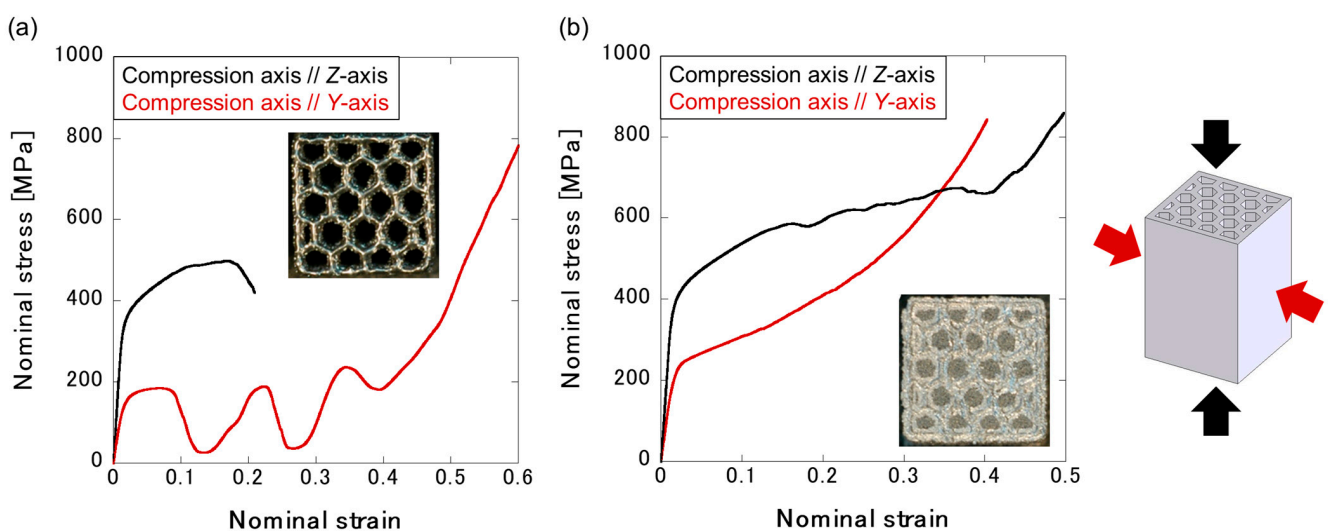 (a)
1000
800
600
400
200
0
Nominal stress [MPa]
Compression axis // Z-axis
Compression axis // Y-axis
0 0.1 0.2 0.3 0.4 0.5 0.6
Nominal strain
(b)
1000
800
600
400
200
0
Nominal stress [MPa]
Compression axis // Z-axis
Compression axis // Y-axis
0 0.1 0.2 0.3 0.4 0.5
Nominal strain